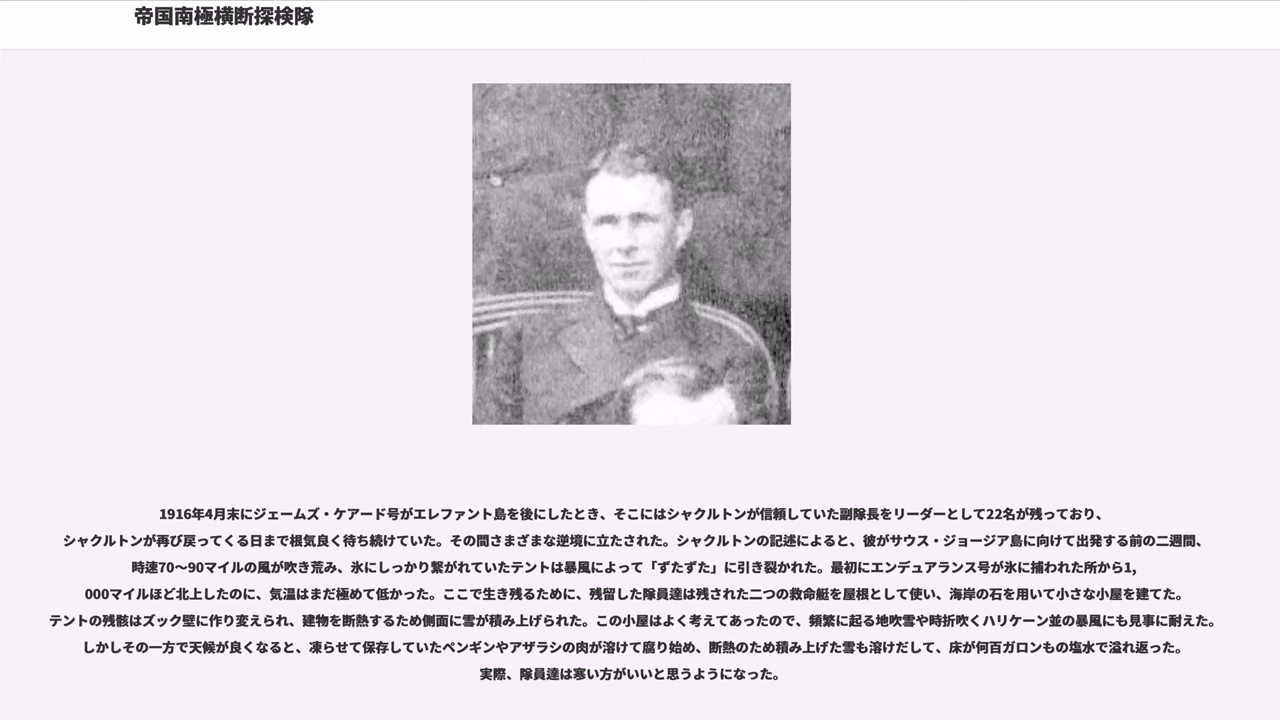 帝国南極横断探検隊
1916年4月末にジェームズ・ケアード号がエレファント島を後にしたとき、そこにはシャクルトンが信頼していた副隊長をリーダーとして22名が残っており、
シャクルトンが再び戻ってくる日まで根気良く待ち続けていた。その間さまざまな逆境に立たされた。シャクルトンの記述によると、彼がサウス・ジョージア島に向けて出発する前の二週間、
時速70〜90マイルの風が吹き荒み、氷にしっかり繋がれていたテントは暴風によって「ずたずた」に引き裂かれた。最初にエンデュアランス号が氷に捕われた所から1,
000マイルほど北上したのに、気温はまだ極めて低かった。ここで生き残るために、残留した隊員達は残された二つの救命艇を屋根として使い、海岸の石を用いて小さな小屋を建てた。
テントの残骸はズック壁に作り変えられ、建物を断熱するため側面に雪が積み上げられた。この小屋はよく考えてあったので、頻繁に起る地吹雪や時折吹くハリケーン並の暴風にも見事に耐えた。
しかしその一方で天候が良くなると、凍らせて保存していたペンギンやアザラシの肉が溶けて腐り始め、断熱のため積み上げた雪も溶けだして、床が何百ガロンもの塩水で溢れ返った。
実際、隊員達は寒い方がいいと思うようになった。